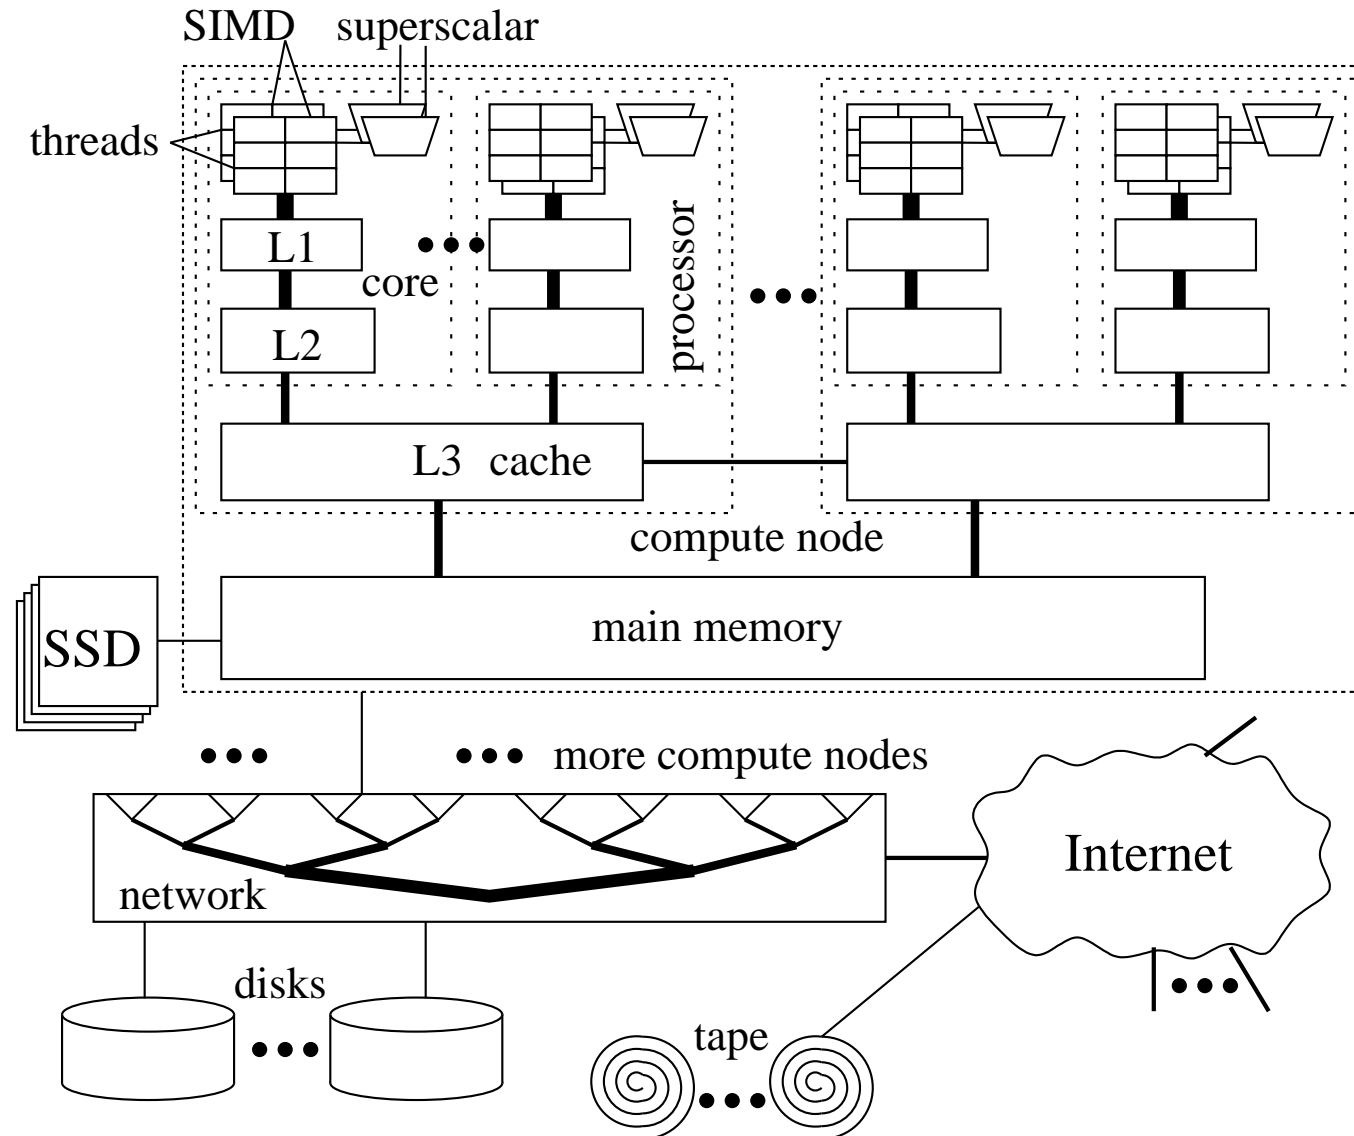 SIMD superscalar
threads
L1
core
processor
L2
L3 cache
compute node
main memory
SSD
more compute nodes
Internet
network
disks
tape